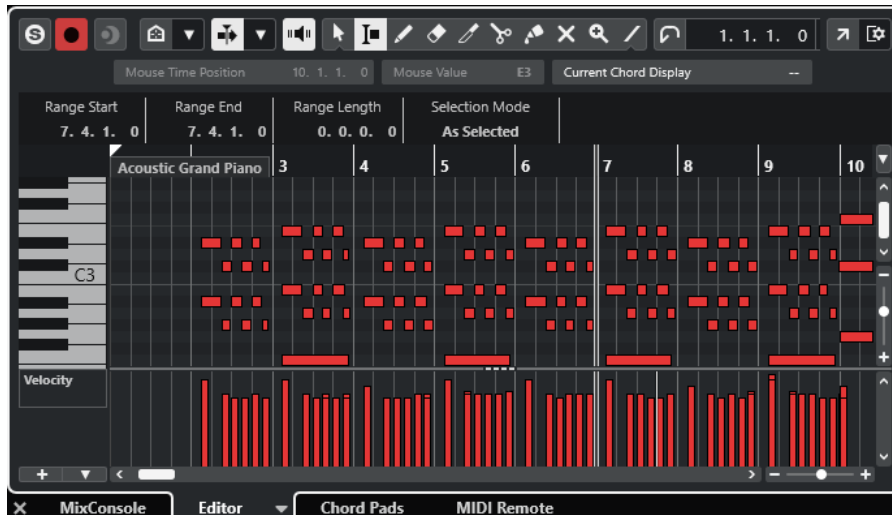 S 1. 1. 1. 0
Mouse Time Position 10. 1. 1. 0 Mouse Value E3 Current Chord Display --
Range Start Range End Range Length Selection Mode
7. 4. 1. 0 7. 4. 1. 0 0. 0. 0. 0 As Selected
Acoustic Grand Piano 3 4 5 6 7 8 9 10
C3
Velocity
MixConsole Editor Chord Pads MIDI Remote